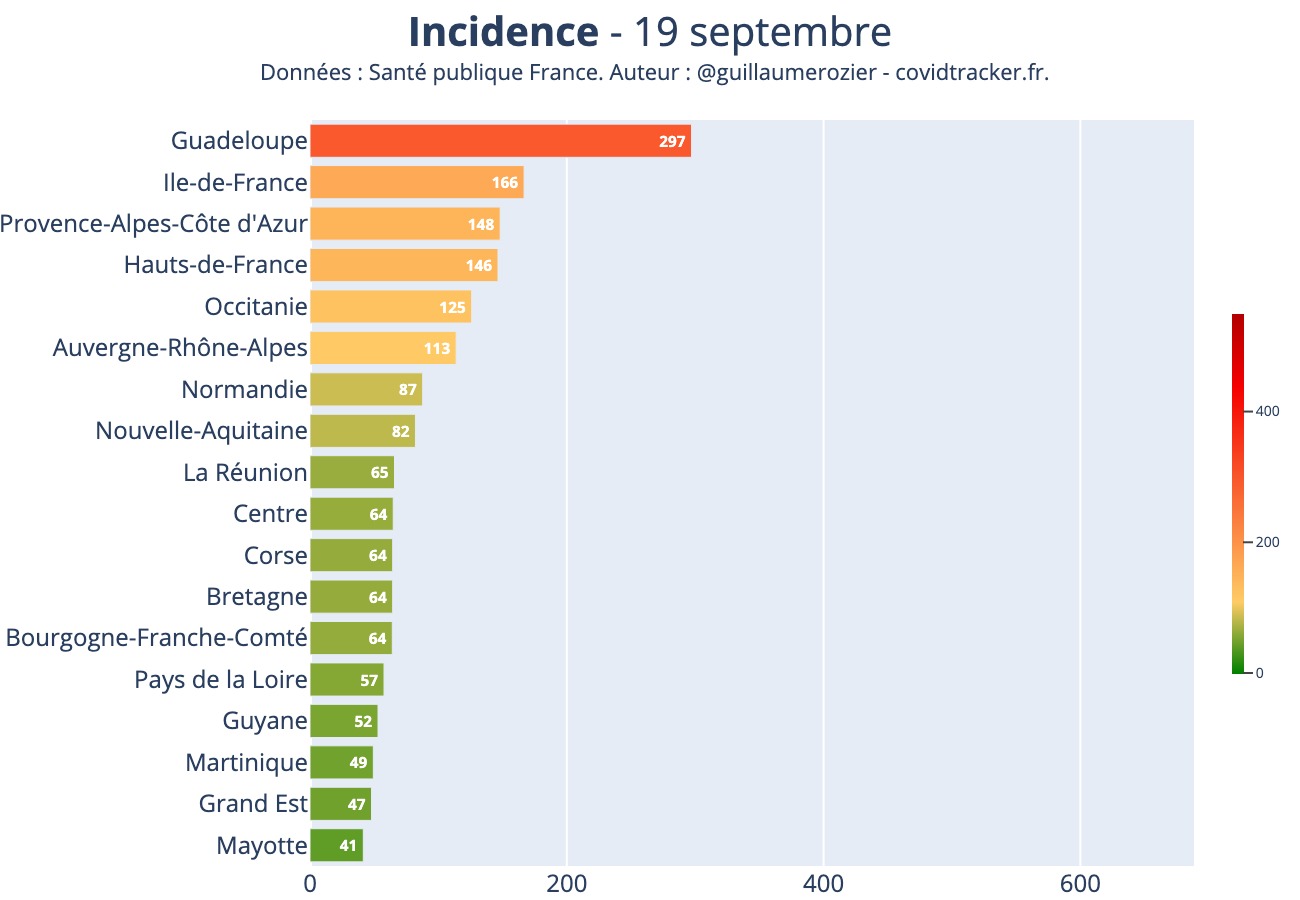 Incidence - 19 septembre
Données : Santé publique France. Auteur : @guillaumerozier - covidtracker.fr.
Guadeloupe 297
Ile-de-France 166
Provence-Alpes-Côte d'Azur 148
Hauts-de-France 146
Occitanie 125
Auvergne-Rhône-Alpes 113
Normandie 87
Nouvelle-Aquitaine 82
La Réunion 65
Centre 64
Corse 64
Bretagne 64
Bourgogne-Franche-Comté 64
Pays de la Loire 57
Guyane 52
Martinique 49
Grand Est 47
Mayotte 41
0 200 400 600
400
200
0